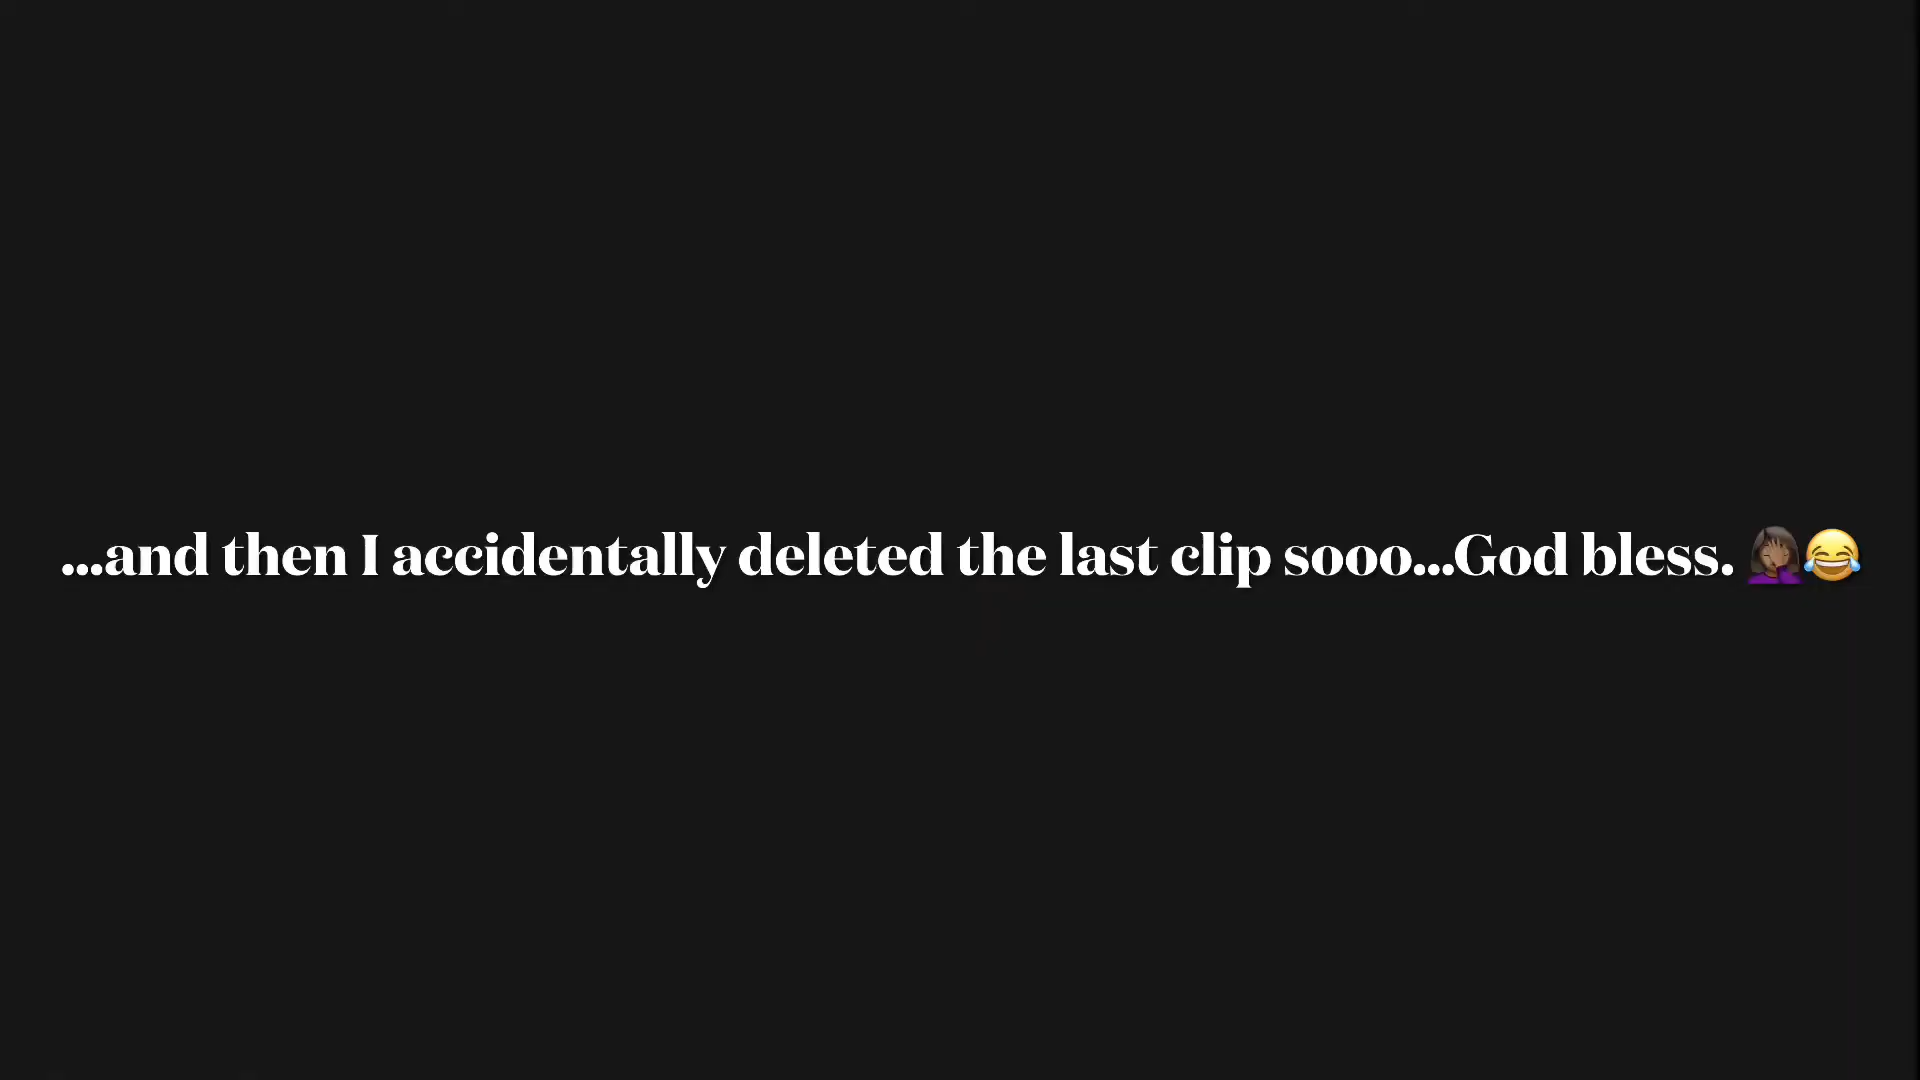 ...and then I accidentally deleted the last clip sooo...God bless. 🤦🏾‍♀️😂